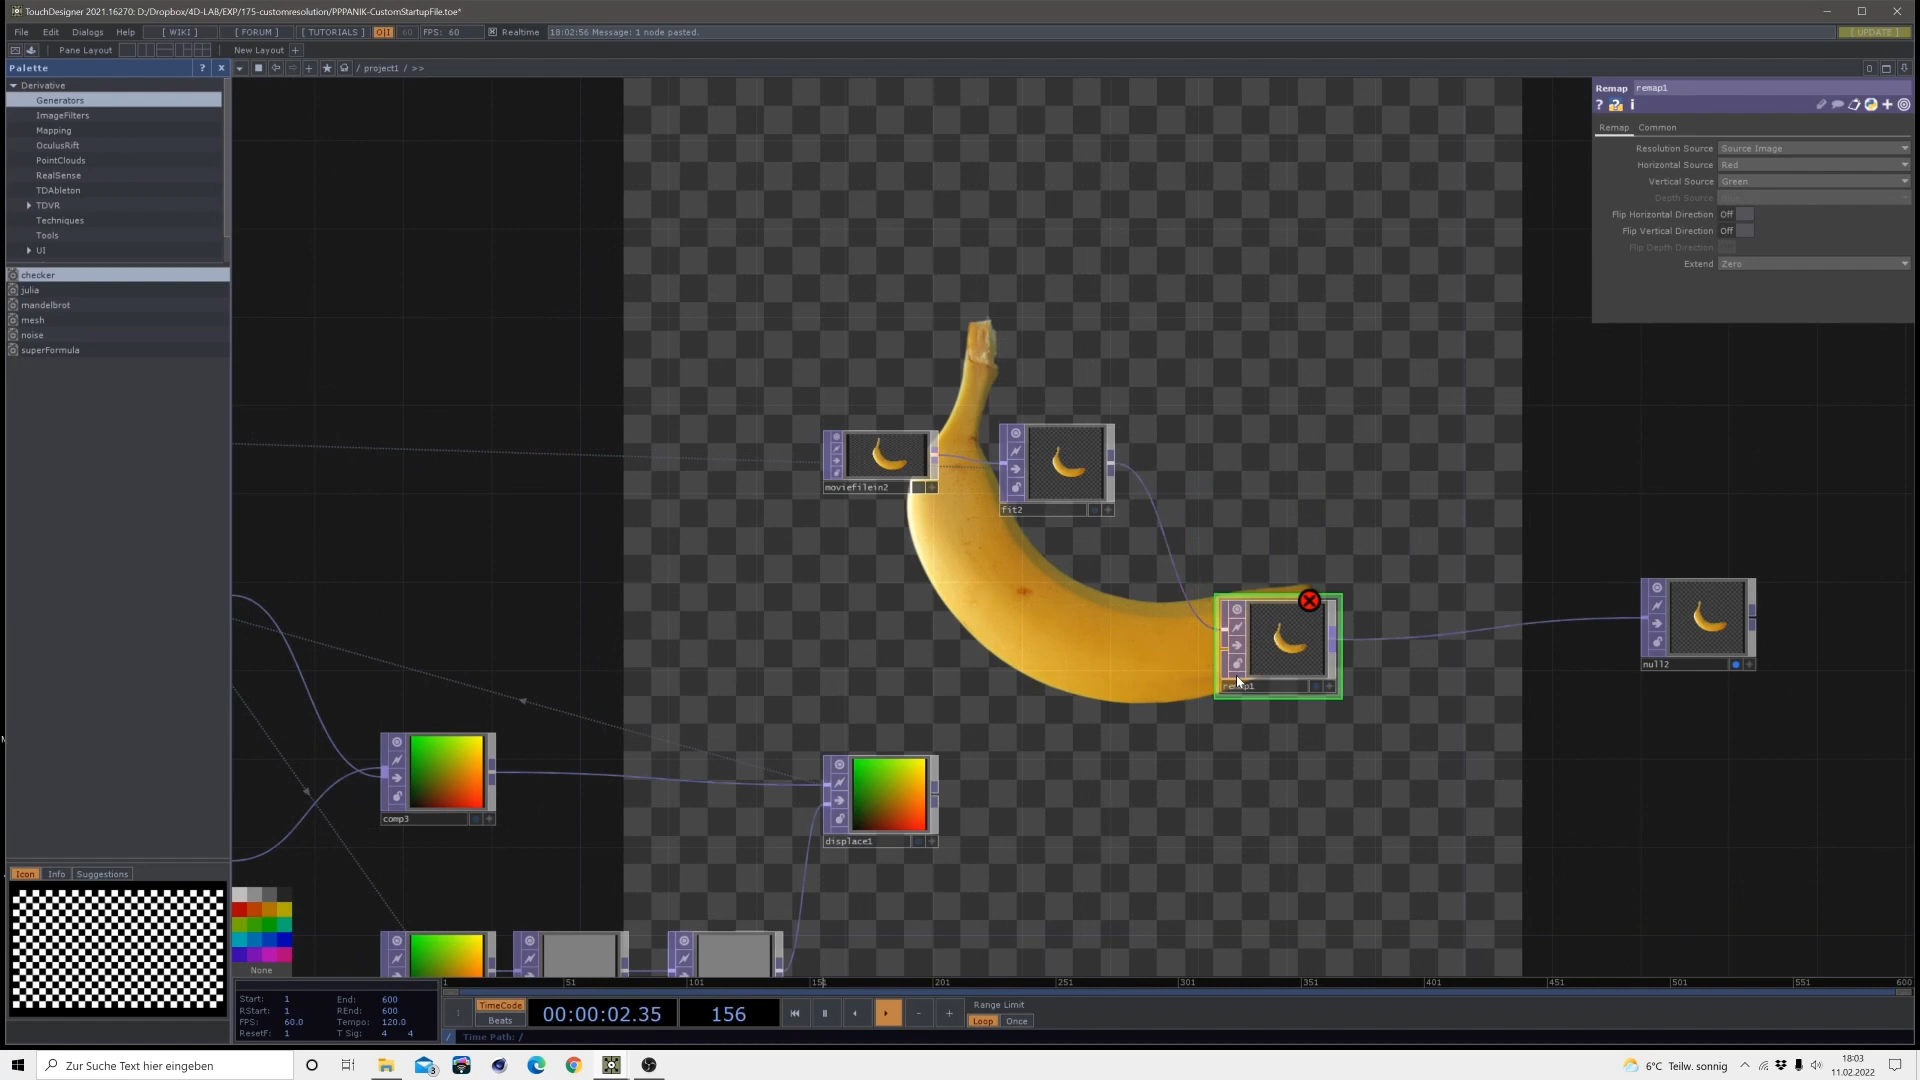 TouchDesigner 2021.16270: D:/Dropbox/4D-LAB/EXP/175-customresolution/PPPANIK-CustomStartupFile.toe*
File Edit Dialogs Help [ WIKI ] [ FORUM ] [ TUTORIALS ] O|I 60 FPS: 60 Realtime 18:02:56 Message: 1 node pasted. [ UPDATE ]
Pane Layout New Layout +
Palette ? x / project1 / >> 0
Derivative
Generators
ImageFilters
Mapping
OculusRift
PointClouds
RealSense
TDAbleton
TDVR
Techniques
Tools
UI
checker
julia
mandelbrot
mesh
noise
superFormula
Icon Info Suggestions
None
Remap remap1
? i
Remap Common
Resolution Source Source Image
Horizontal Source Red
Vertical Source Green
Depth Source
Flip Horizontal Direction Off
Flip Vertical Direction Off
Flip Depth Direction
Extend Zero
moviefilein2
fit2
remap1
null2
comp3
displace1
1 51 101 151 201 251 301 351 401 451 501 551 600
Start: 1 End: 600
RStart: 1 REnd: 600
FPS: 60.0 Tempo: 120.0
ResetF: 1 T Sig: 4 4
TimeCode
Beats
00:00:02.35 156
Range Limit
Loop Once
/ Time Path: /
Zur Suche Text hier eingeben
3
6°C Teilw. sonnig
18:03
11.02.2022